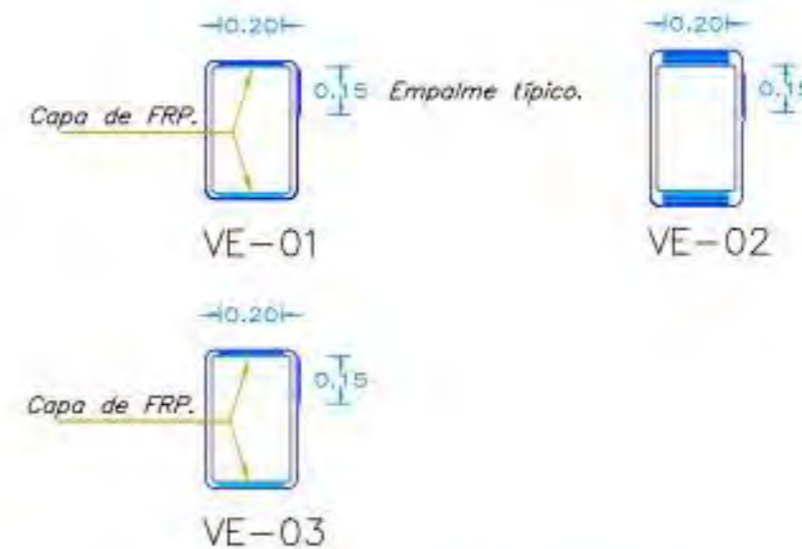 0.20
0.20
0.15
Empalme típico.
0.15
Capa de FRP.
VE-01
VE-02
0.20
0.15
Capa de FRP.
VE-03